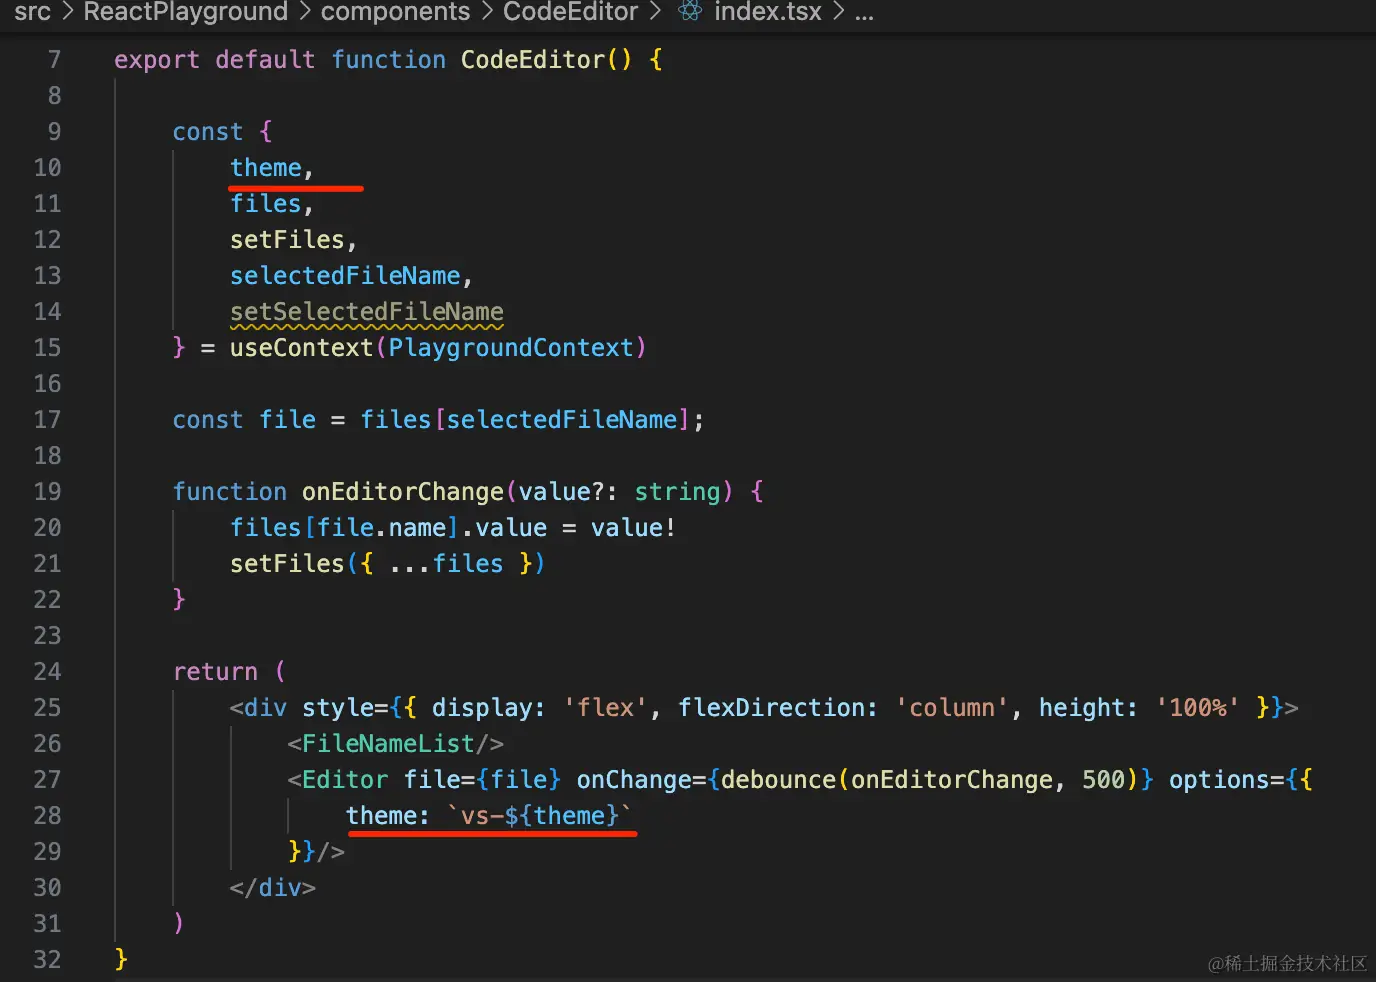 src > ReactPlayground > components > CodeEditor > index.tsx > ...
7 export default function CodeEditor() {
8
9 const {
10 theme,
11 files,
12 setFiles,
13 selectedFileName,
14 setSelectedFileName
15 } = useContext(PlaygroundContext)
16
17 const file = files[selectedFileName];
18
19 function onEditorChange(value?: string) {
20 files[file.name].value = value!
21 setFiles({ ...files })
22 }
23
24 return (
25 <div style={{ display: 'flex', flexDirection: 'column', height: '100%' }}>
26 <FileNameList/>
27 <Editor file={file} onChange={debounce(onEditorChange, 500)} options={{
28 theme: `vs-${theme}`
29 }}/>
30 </div>
31 )
32 }
@稀土掘金技术社区